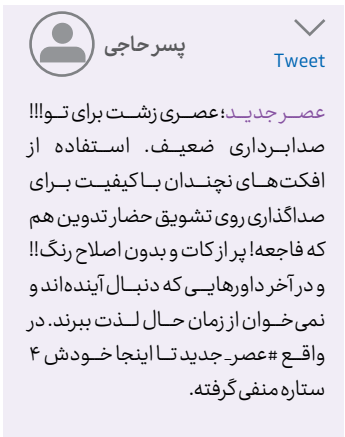 پسر حاجی
Tweet
عصر جدید؛ عصری زشت برای تو!!!
صدابرداری ضعیف. استفاده از
افکت‌های نچندان با کیفیت برای
صداگذاری روی تشویق حضار تدوین هم
که فاجعه! پر از کات و بدون اصلاح رنگ!!
و در آخر داورهایی که دنبال آینده‌اند و
نمی‌خوان از زمان حال لذت ببرند. در
واقع #عصر_جدید تا اینجا خودش ۴
ستاره منفی گرفته.